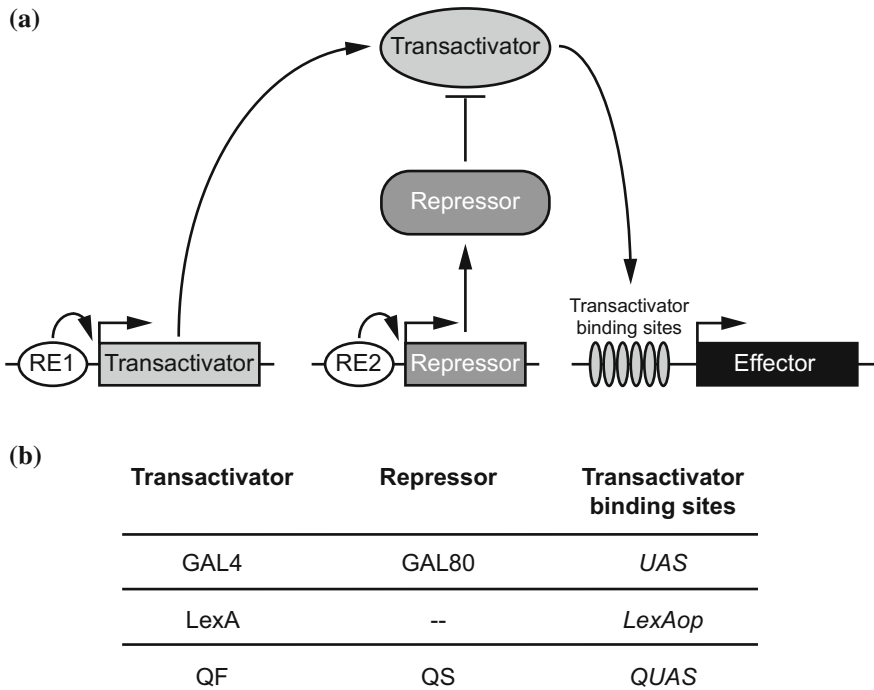 (a)
Transactivator
Repressor
Transactivator
binding sites
RE1
Transactivator
RE2
Repressor
Effector
(b)
Transactivator Repressor Transactivator
binding sites
GAL4 GAL80 UAS
LexA -- LexAop
QF QS QUAS